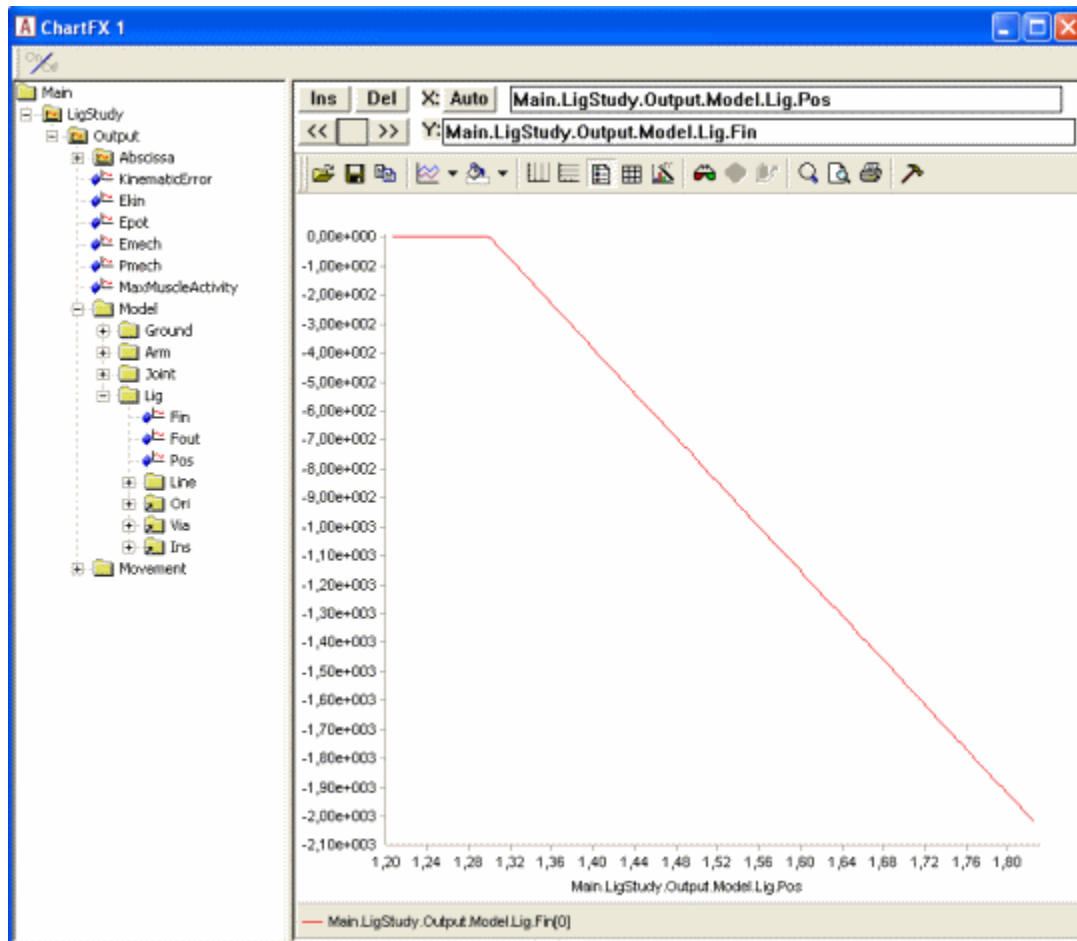 ChartFX 1
On/Off
Main
LigStudy
Output
Abscissa
KinematicError
Ekin
Epot
Emech
Pmech
MaxMuscleActivity
Model
Ground
Arm
Joint
Lig
Fin
Fout
Pos
Line
Ori
Via
Ins
Movement
Ins Del X: Auto Main.LigStudy.Output.Model.Lig.Pos
<< >> Y: Main.LigStudy.Output.Model.Lig.Fin
0,00e+000
-1,00e+002
-2,00e+002
-3,00e+002
-4,00e+002
-5,00e+002
-6,00e+002
-7,00e+002
-8,00e+002
-9,00e+002
-1,00e+003
-1,10e+003
-1,20e+003
-1,30e+003
-1,40e+003
-1,50e+003
-1,60e+003
-1,70e+003
-1,80e+003
-1,90e+003
-2,00e+003
-2,10e+003
1,20 1,24 1,28 1,32 1,36 1,40 1,44 1,48 1,52 1,56 1,60 1,64 1,68 1,72 1,76 1,80
Main.LigStudy.Output.Model.Lig.Pos
Main.LigStudy.Output.Model.Lig.Fin[0]